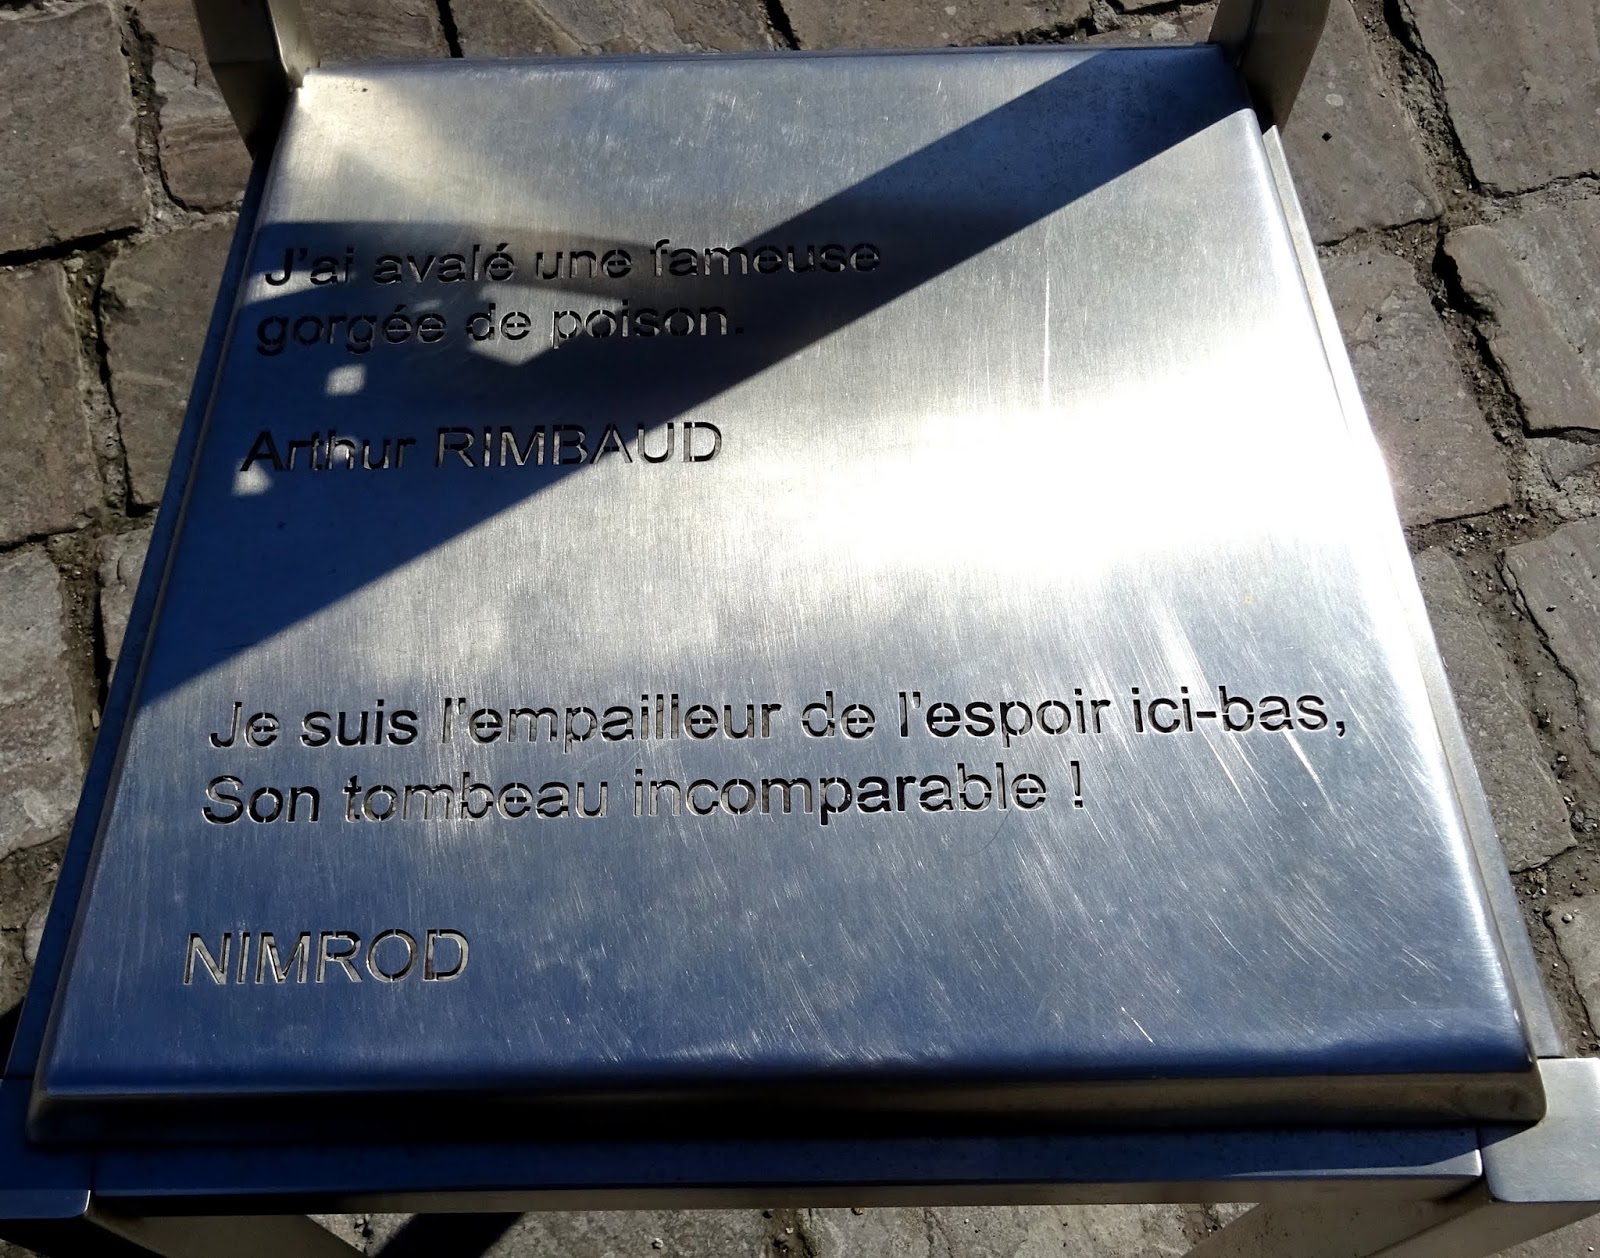 J'ai avalé une fameuse
gorgée de poison.
Arthur RIMBAUD
Je suis l'empailleur de l'espoir ici-bas,
Son tombeau incomparable !
NIMROD